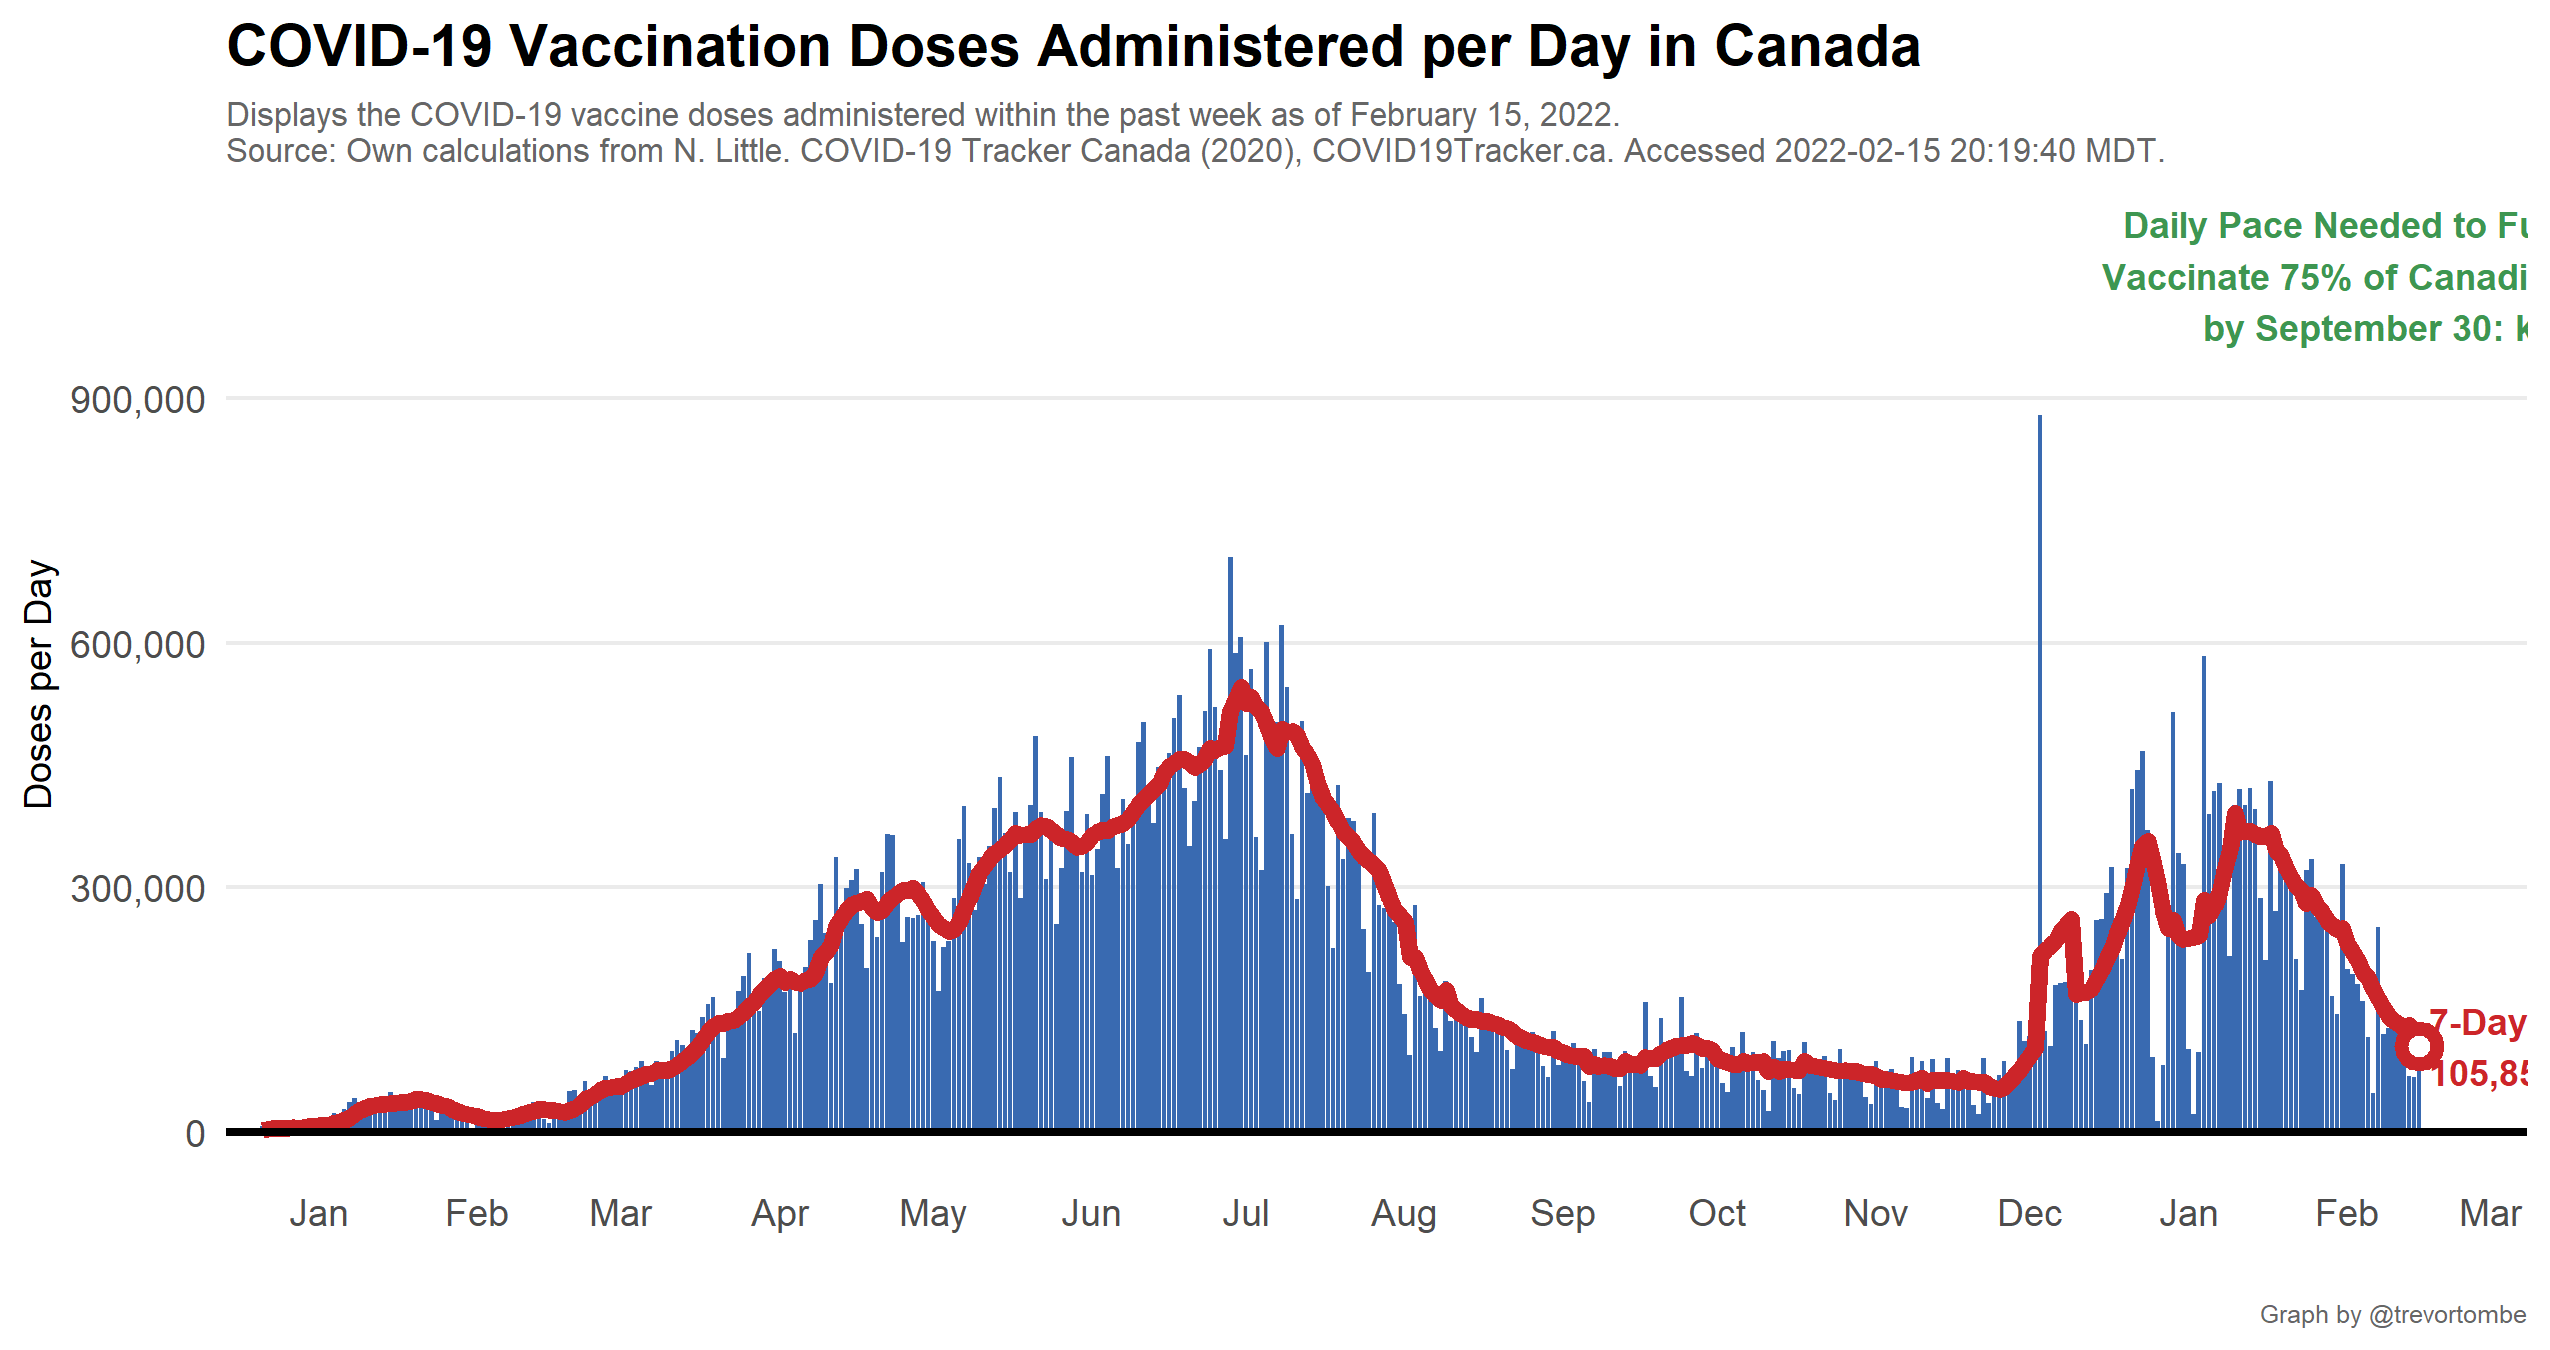 COVID-19 Vaccination Doses Administered per Day in Canada
Displays the COVID-19 vaccine doses administered within the past week as of February 15, 2022.
Source: Own calculations from N. Little. COVID-19 Tracker Canada (2020), COVID19Tracker.ca. Accessed 2022-02-15 20:19:40 MDT.
Daily Pace Needed to
Vaccinate 75% of
by September 30:
900,000
600,000
300,000
0
Doses per Day
7-Day
Jan Feb Mar Apr May Jun Jul Aug Sep Oct Nov Dec Jan Feb Mar
Graph by @trevortombe